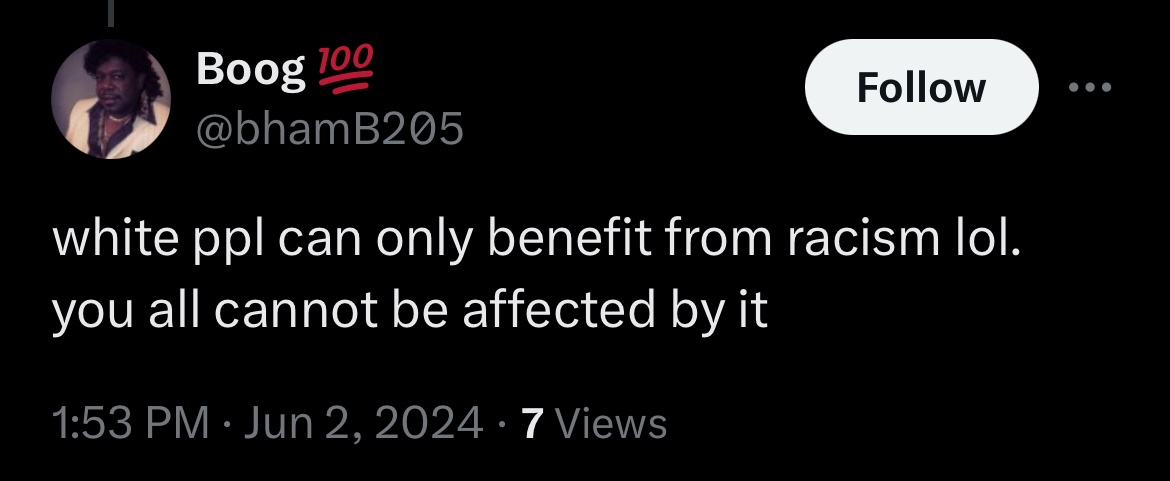 Boog 💯
@bhamB205
Follow
white ppl can only benefit from racism lol.
you all cannot be affected by it
1:53 PM · Jun 2, 2024 · 7 Views